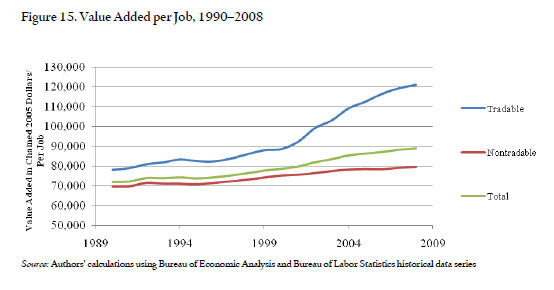 Figure 15. Value Added per Job, 1990–2008
Value Added in Chained 2005 Dollars/
Per Job
130,000
120,000
110,000
100,000
90,000
80,000
70,000
60,000
50,000
1989
1994
1999
2004
2009
Tradable
Nontradable
Total
Source: Authors' calculations using Bureau of Economic Analysis and Bureau of Labor Statistics historical data series